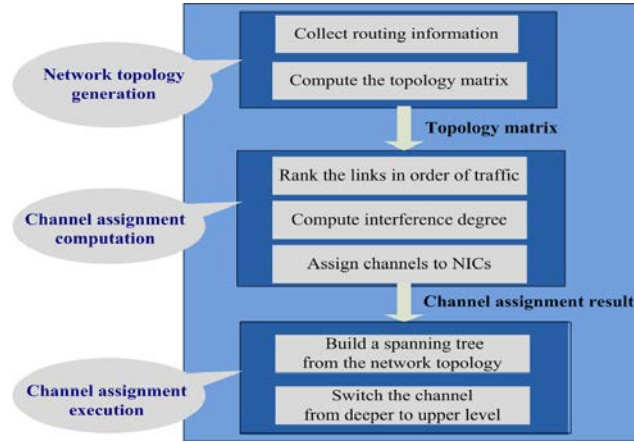 Collect routing information
Network topology
generation
Compute the topology matrix
Topology matrix
Rank the links in order of traffic
Channel assignment
computation
Compute interference degree
Assign channels to NICs
Channel assignment result
Build a spanning tree
from the network topology
Channel assignment
execution
Switch the channel
from deeper to upper level